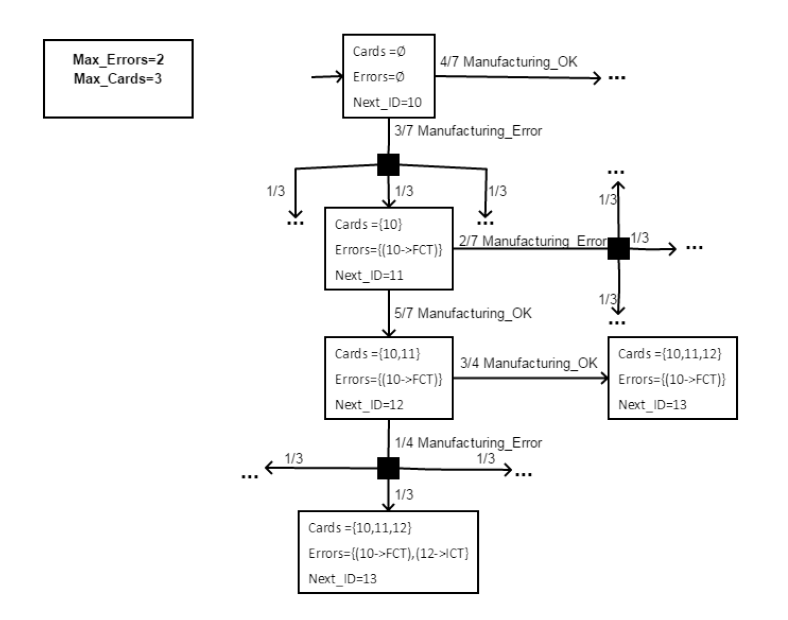 Max_Errors=2
Max_Cards=3
Cards =Ø
Errors=Ø
Next_ID=10
4/7 Manufacturing_OK
...
3/7 Manufacturing_Error
1/3
1/3
1/3
...
...
Cards ={10}
Errors={(10->FCT)}
Next_ID=11
2/7 Manufacturing_Error
...
1/3
1/3
...
1/3
...
5/7 Manufacturing_OK
Cards ={10,11}
Errors={(10->FCT)}
Next_ID=12
3/4 Manufacturing_OK
Cards ={10,11,12}
Errors={(10->FCT)}
Next_ID=13
1/4 Manufacturing_Error
1/3
1/3
...
...
1/3
Cards ={10,11,12}
Errors={(10->FCT),(12->ICT}
Next_ID=13